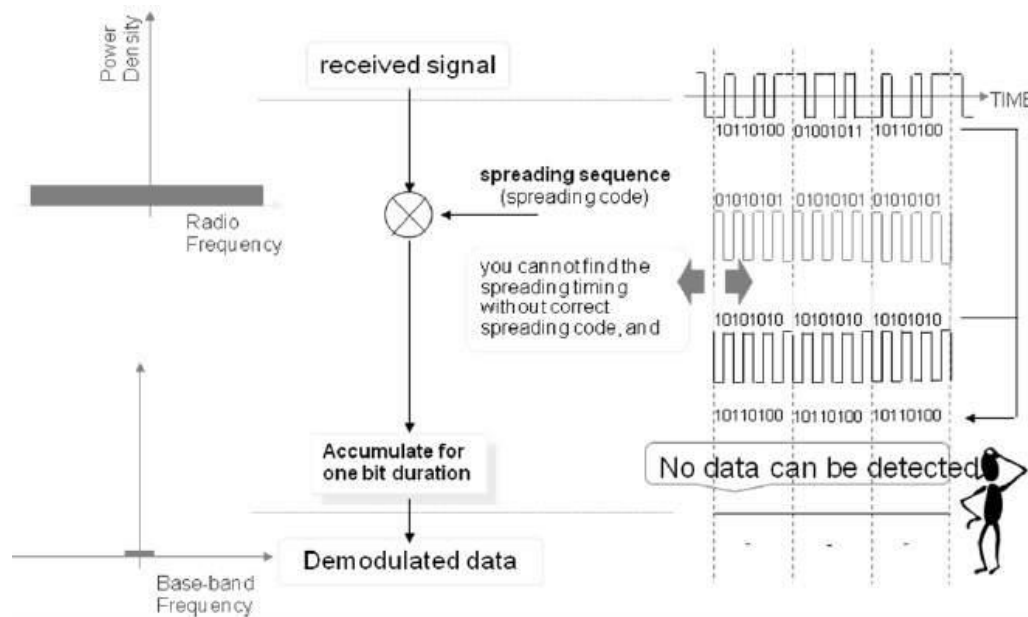 Power
Density
received signal
TIME
10110100 01001011 10110100
spreading sequence
(spreading code)
01010101 01010101 01010101
Radio
Frequency
you cannot find the
spreading timing
without correct
spreading code, and
10101010 10101010 10101010
10110100 10110100 10110100
Accumulate for
one bit duration
No data can be detected
- - -
Demodulated data
Base-band
Frequency